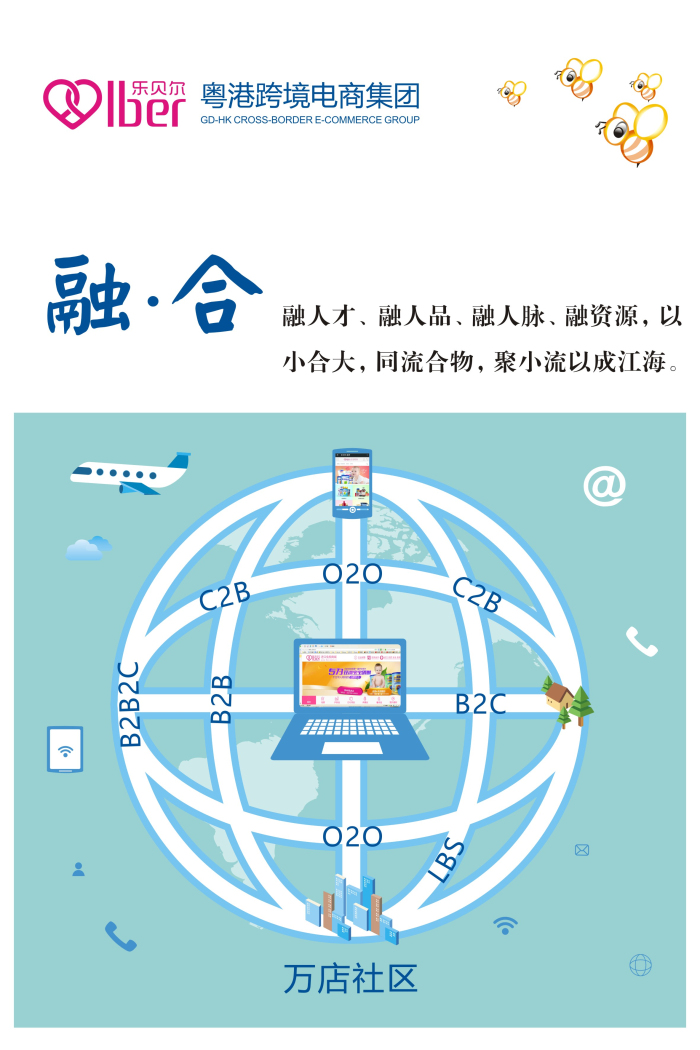 乐贝尔
lber
粤港跨境电商集团
GD-HK CROSS-BORDER E-COMMERCE GROUP
融·合
融人才、融人品、融人脉、融资源，以
小合大，同流合物，聚小流以成江海。
@
O2O
C2B
C2B
B2B2C
B2B
B2C
O2O
LBS
万店社区